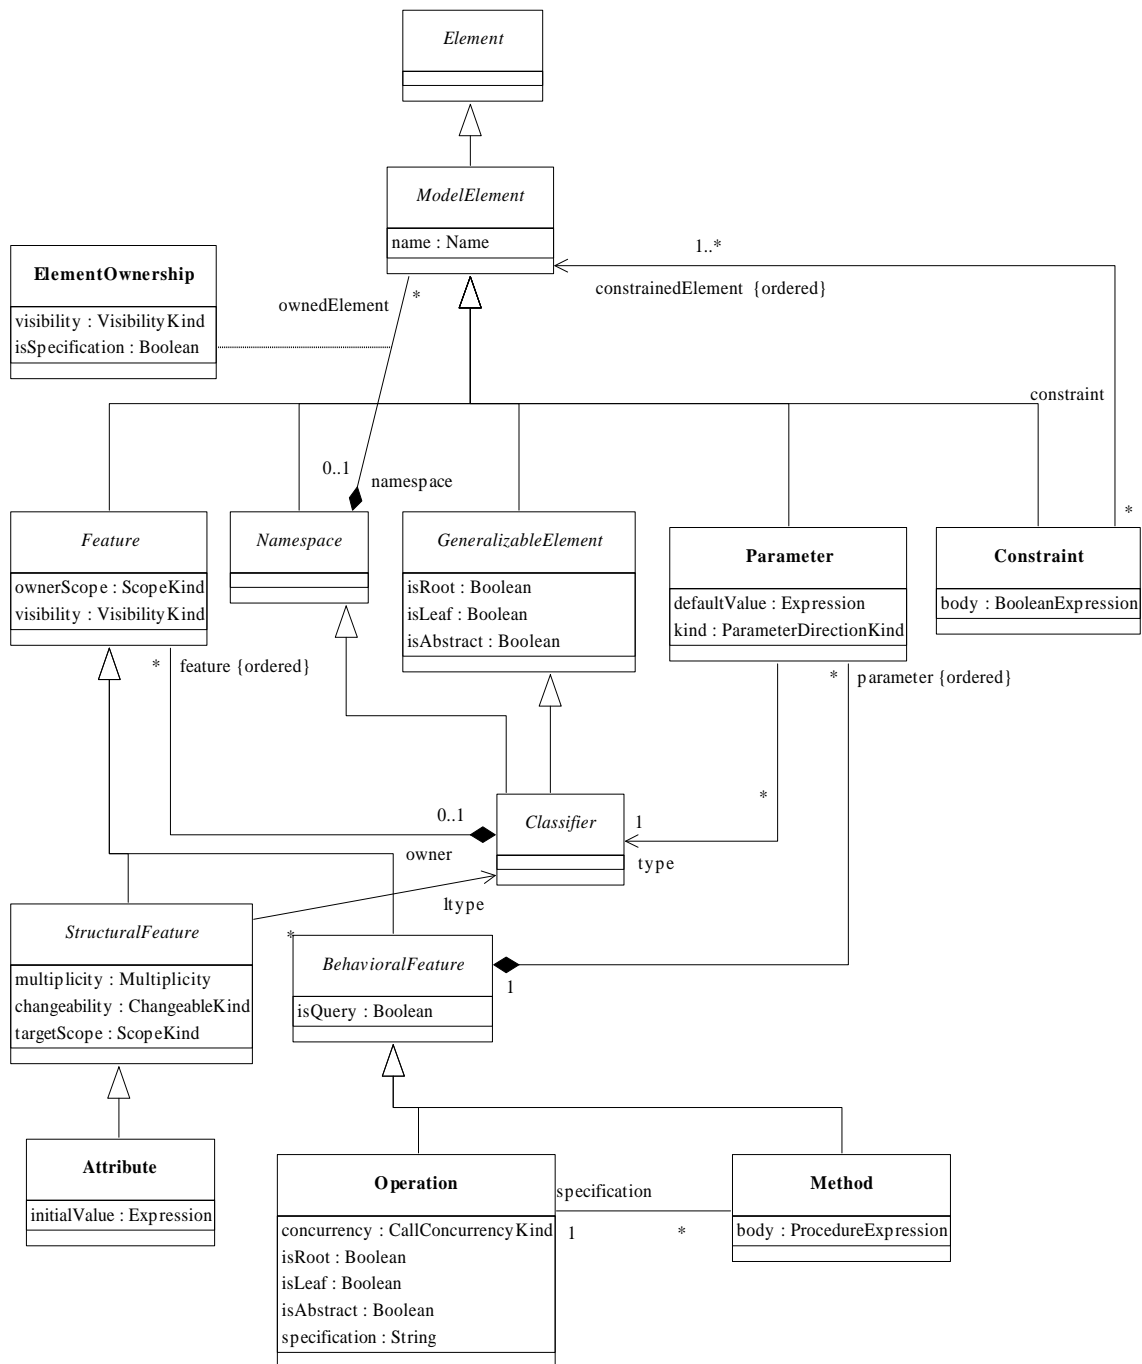 Element
ModelElement
name : Name
1..*
constrainedElement {ordered}
ElementOwnership
visibility : VisibilityKind
isSpecification : Boolean
ownedElement
*
constraint
0..1
namespace
*
Feature
ownerScope : ScopeKind
visibility : VisibilityKind
Namespace
GeneralizableElement
isRoot : Boolean
isLeaf : Boolean
isAbstract : Boolean
Parameter
defaultValue : Expression
kind : ParameterDirectionKind
Constraint
body : BooleanExpression
*
feature {ordered}
*
parameter {ordered}
*
0..1
owner
Classifier
1
type
1type
*
StructuralFeature
multiplicity : Multiplicity
changeability : ChangeableKind
targetScope : ScopeKind
BehavioralFeature
isQuery : Boolean
1
Attribute
initialValue : Expression
Operation
concurrency : CallConcurrencyKind
isRoot : Boolean
isLeaf : Boolean
isAbstract : Boolean
specification : String
specification
1
*
Method
body : ProcedureExpression